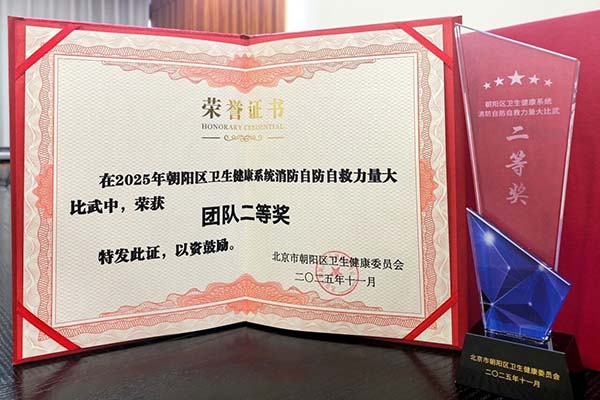 荣誉证书
HONORARY CREDENTIAL
在2025年朝阳区卫生健康系统消防自防自救力量大
比武中，荣获
团队二等奖
特发此证，以资鼓励。
北京市朝阳区卫生健康委员会
二〇二五年十一月
朝阳区卫生健康系统
消防自防自救力量大比武
二等奖
北京市朝阳区卫生健康委员会
二〇二五年十一月